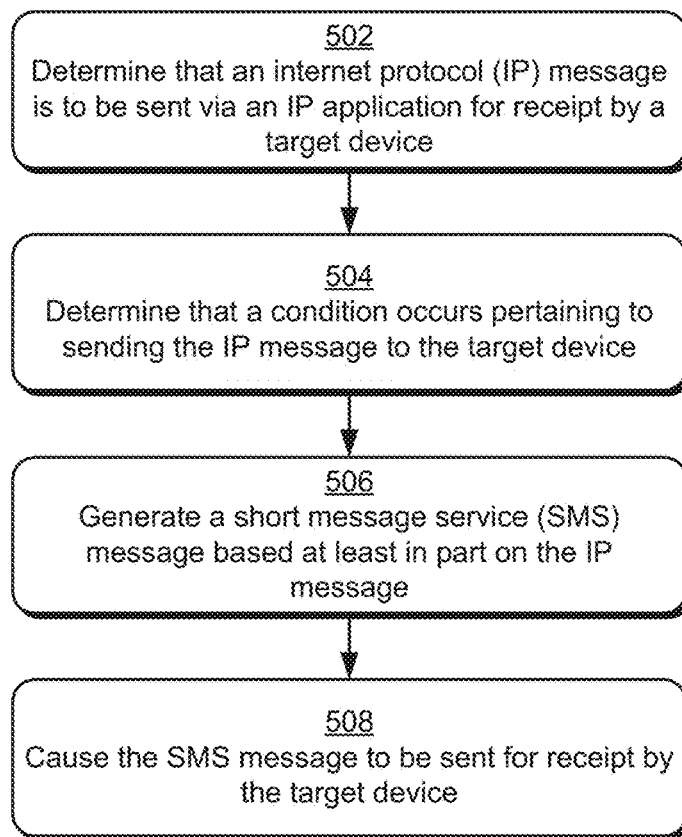 502
Determine that an internet protocol (IP) message
is to be sent via an IP application for receipt by a
target device
504
Determine that a condition occurs pertaining to
sending the IP message to the target device
506
Generate a short message service (SMS)
message based at least in part on the IP
message
508
Cause the SMS message to be sent for receipt by
the target device